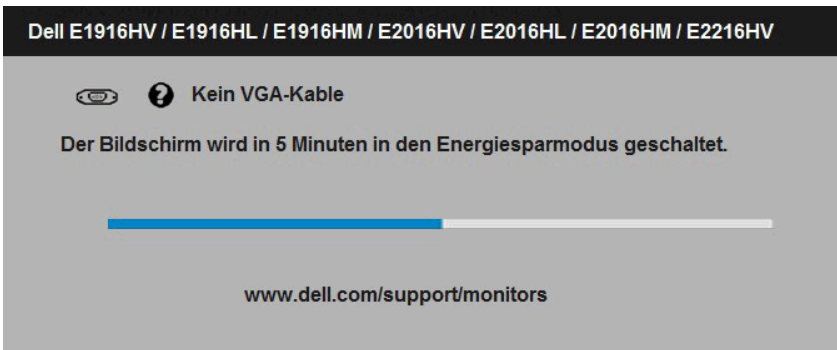 Dell E1916HV / E1916HL / E1916HM / E2016HV / E2016HL / E2016HM / E2216HV
Kein VGA-Kable
Der Bildschirm wird in 5 Minuten in den Energiesparmodus geschaltet.
www.dell.com/support/monitors